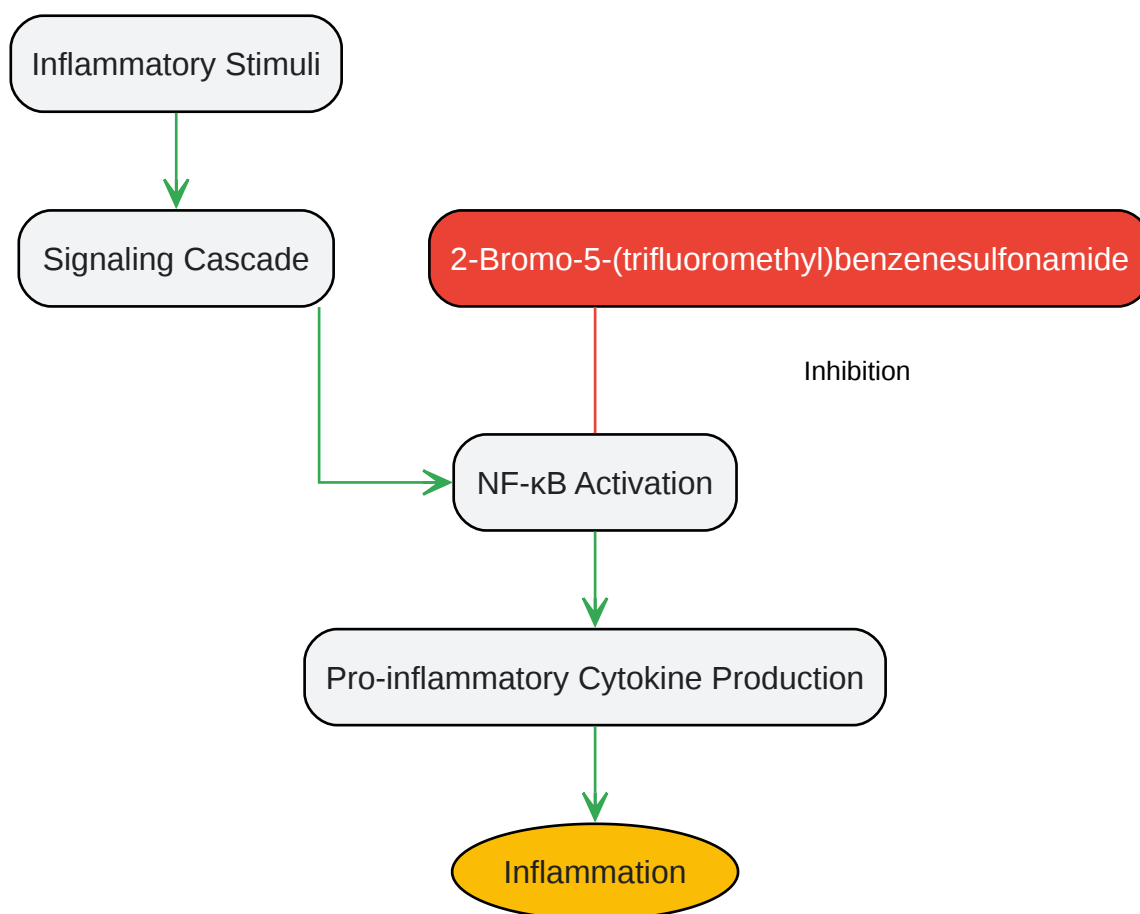 Inflammatory Stimuli
Signaling Cascade
2-Bromo-5-(trifluoromethyl)benzenesulfonamide
Inhibition
NF-κB Activation
Pro-inflammatory Cytokine Production
Inflammation